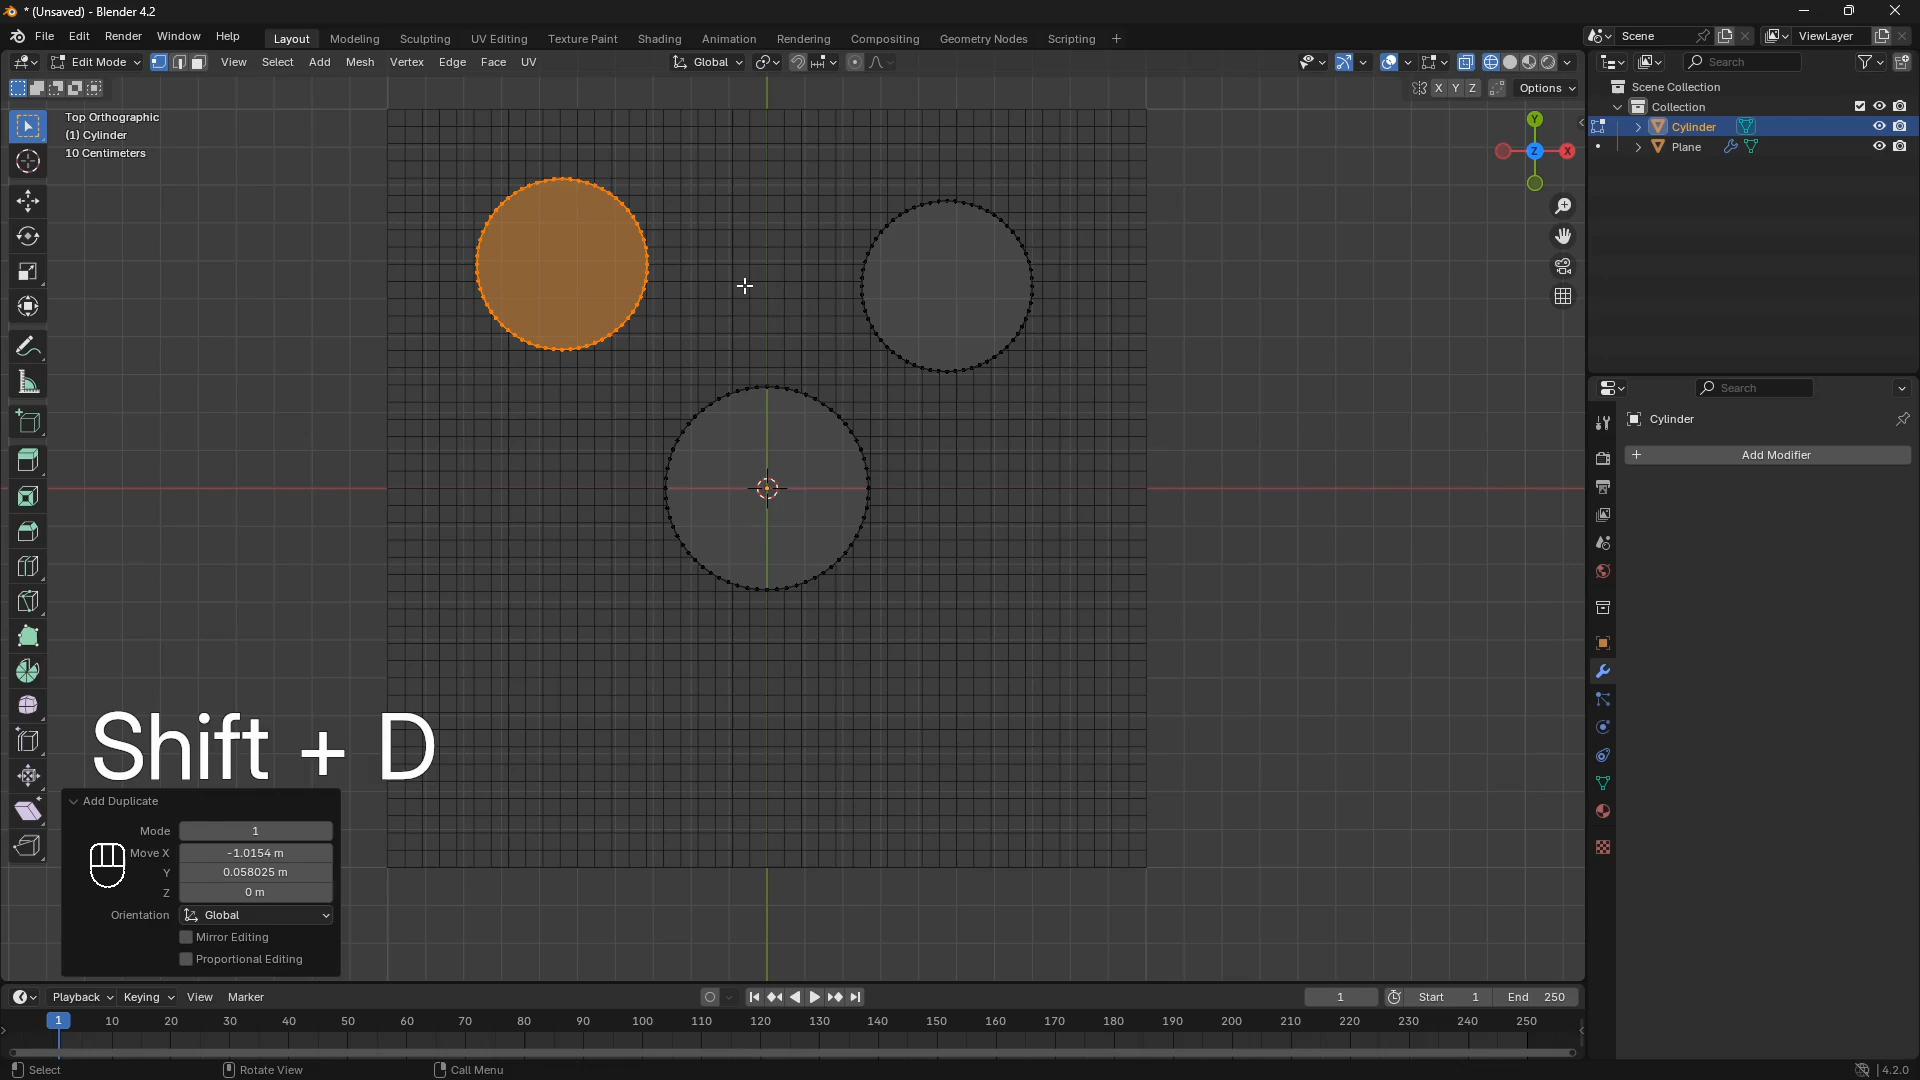 * (Unsaved) - Blender 4.2
File Edit Render Window Help
Layout Modeling Sculpting UV Editing Texture Paint Shading Animation Rendering Compositing Geometry Nodes Scripting +
Scene
ViewLayer
Edit Mode
View Select Add Mesh Vertex Edge Face UV
Global
Search
X Y Z
Options
Top Orthographic
(1) Cylinder
10 Centimeters
Y
X
Z
Scene Collection
Collection
Cylinder
Plane
Search
Cylinder
+ Add Modifier
Shift + D
Add Duplicate
Mode 1
Move X -1.0154 m
Y 0.058025 m
Z 0 m
Orientation Global
Mirror Editing
Proportional Editing
Playback Keying View Marker
1
Start 1
End 250
1 10 20 30 40 50 60 70 80 90 100 110 120 130 140 150 160 170 180 190 200 210 220 230 240 250
Select
Rotate View
Call Menu
4.2.0